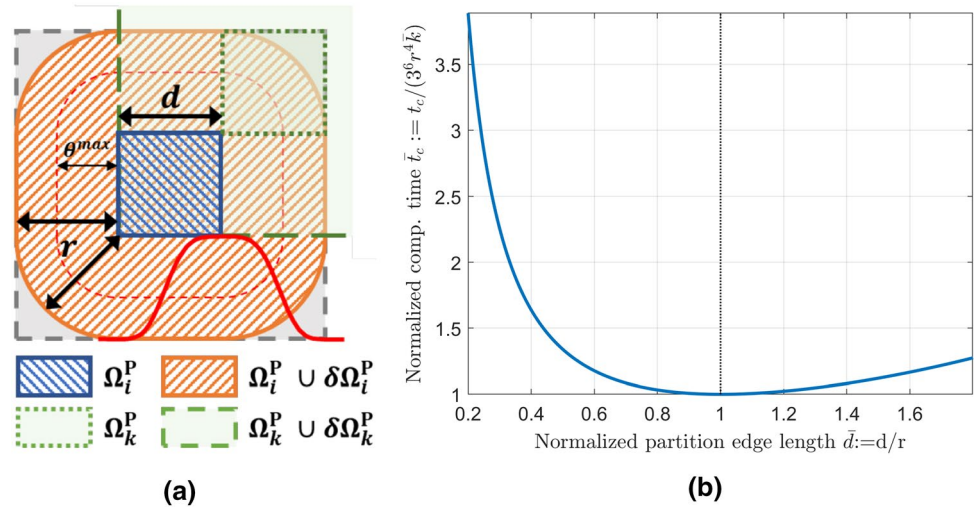 d
θ^max
r
Ω_i^P
Ω_i^P ∪ δΩ_i^P
Ω_k^P
Ω_k^P ∪ δΩ_k^P
(a)
Normalized comp. time t̄_c := t_c/(3^6 r^4 k̄)
3.5
3
2.5
2
1.5
1
0.2 0.4 0.6 0.8 1 1.2 1.4 1.6
Normalized partition edge length d̄:=d/r
(b)